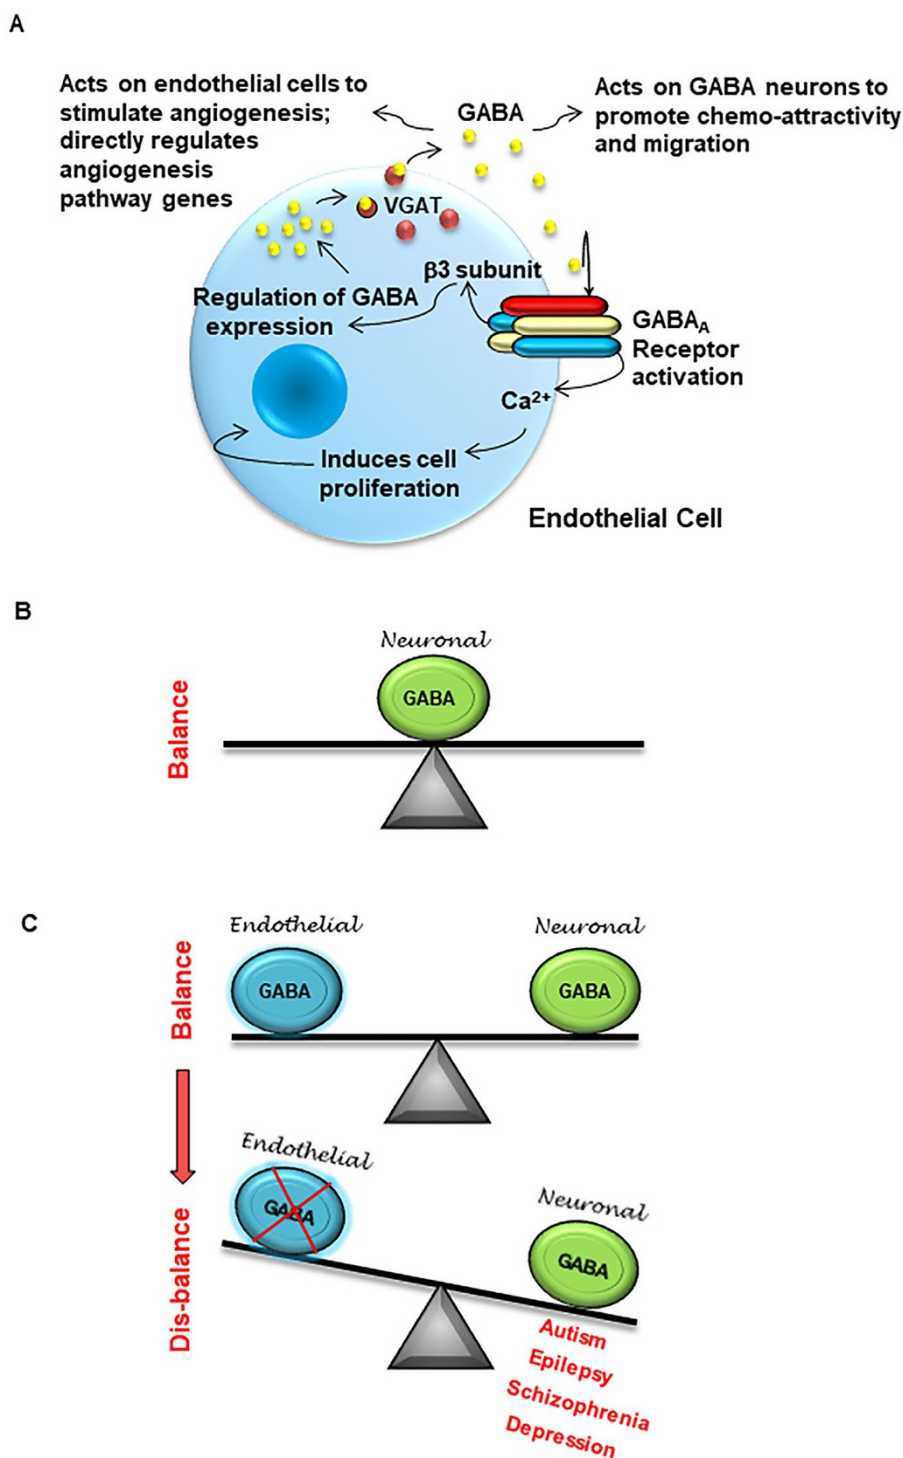 A
Acts on endothelial cells to
stimulate angiogenesis;
directly regulates
angiogenesis
pathway genes
GABA
Acts on GABA neurons to
promote chemo-attractivity
and migration
VGAT
β3 subunit
Regulation of GABA
expression
GABA_A
Receptor
activation
Ca²⁺
Induces cell
proliferation
Endothelial Cell
B
Balance
Neuronal
GABA
C
Balance
Endothelial
GABA
Neuronal
GABA
Dis-balance
Endothelial
GABA
Neuronal
GABA
Autism
Epilepsy
Schizophrenia
Depression